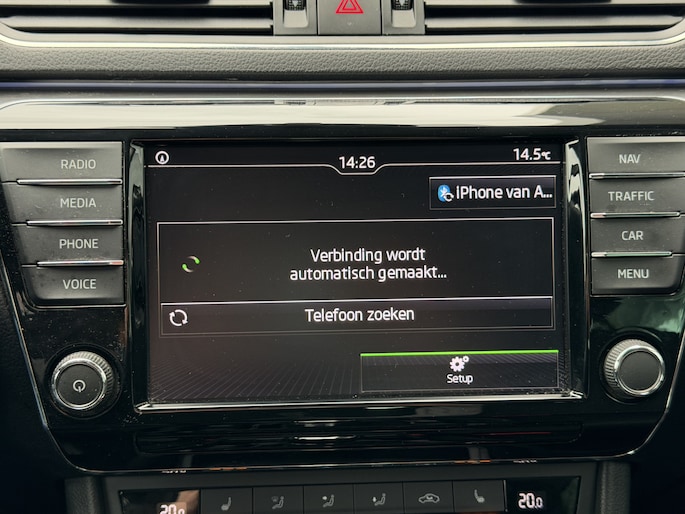 14:26
14.5°C
iPhone van A...
RADIO
MEDIA
PHONE
VOICE
NAV
TRAFFIC
CAR
MENU
Verbinding wordt
automatisch gemaakt...
Telefoon zoeken
Setup
20.0
20.0